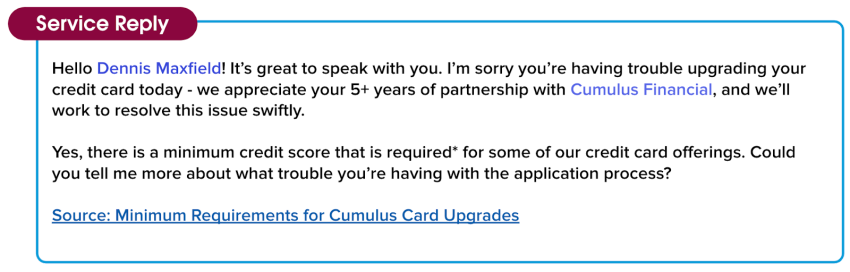 Service Reply
Hello Dennis Maxfield! It’s great to speak with you. I’m sorry you’re having trouble upgrading your
credit card today - we appreciate your 5+ years of partnership with Cumulus Financial, and we’ll
work to resolve this issue swiftly.
Yes, there is a minimum credit score that is required* for some of our credit card offerings. Could
you tell me more about what trouble you’re having with the application process?
Source: Minimum Requirements for Cumulus Card Upgrades